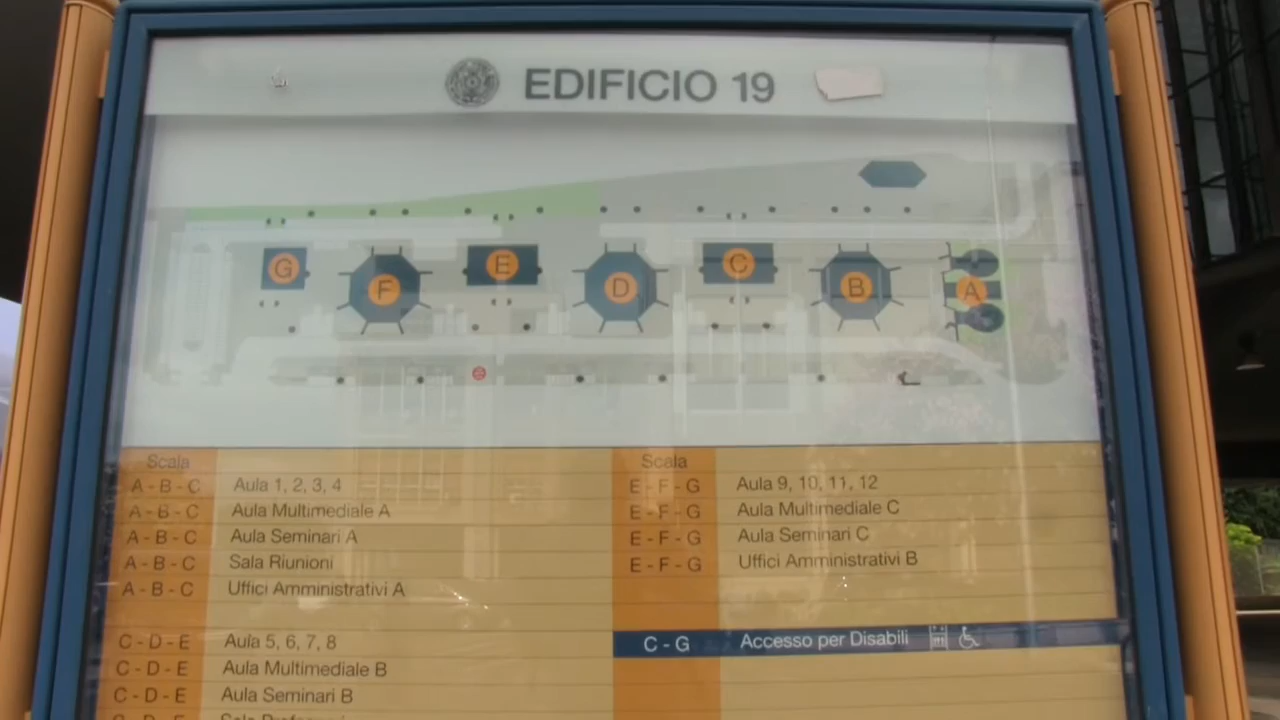 EDIFICIO 19
G F E D C B A
Scala
A - B - C Aula 1, 2, 3, 4
A - B - C Aula Multimediale A
A - B - C Aula Seminari A
A - B - C Sala Riunioni
A - B - C Uffici Amministrativi A
C - D - E Aula 5, 6, 7, 8
C - D - E Aula Multimediale B
C - D - E Aula Seminari B
Scala
E - F - G Aula 9, 10, 11, 12
E - F - G Aula Multimediale C
E - F - G Aula Seminari C
E - F - G Uffici Amministrativi B
C - G Accesso per Disabili